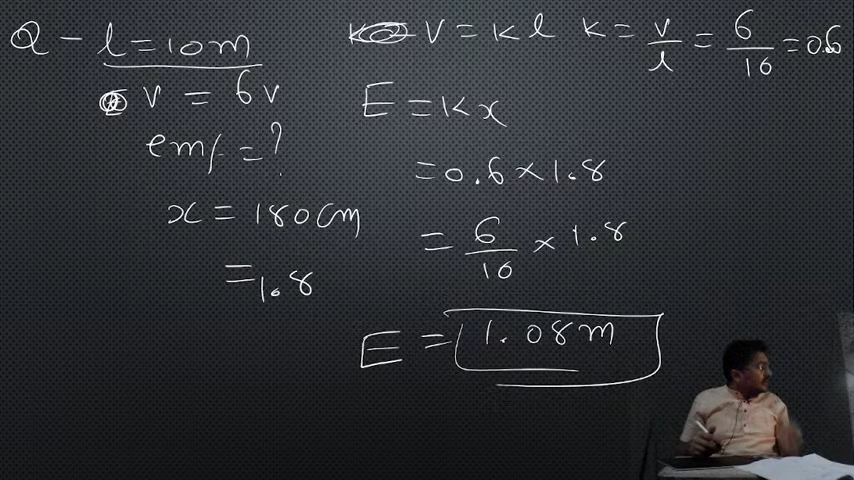 Q - l = 10m
v = 6v
emf = ?
x = 180cm
= 1.8
V = Kl K = v/l = 6/10 = 0.6
E = Kx
= 0.6 × 1.8
= 6/10 × 1.8
E = 1.08m